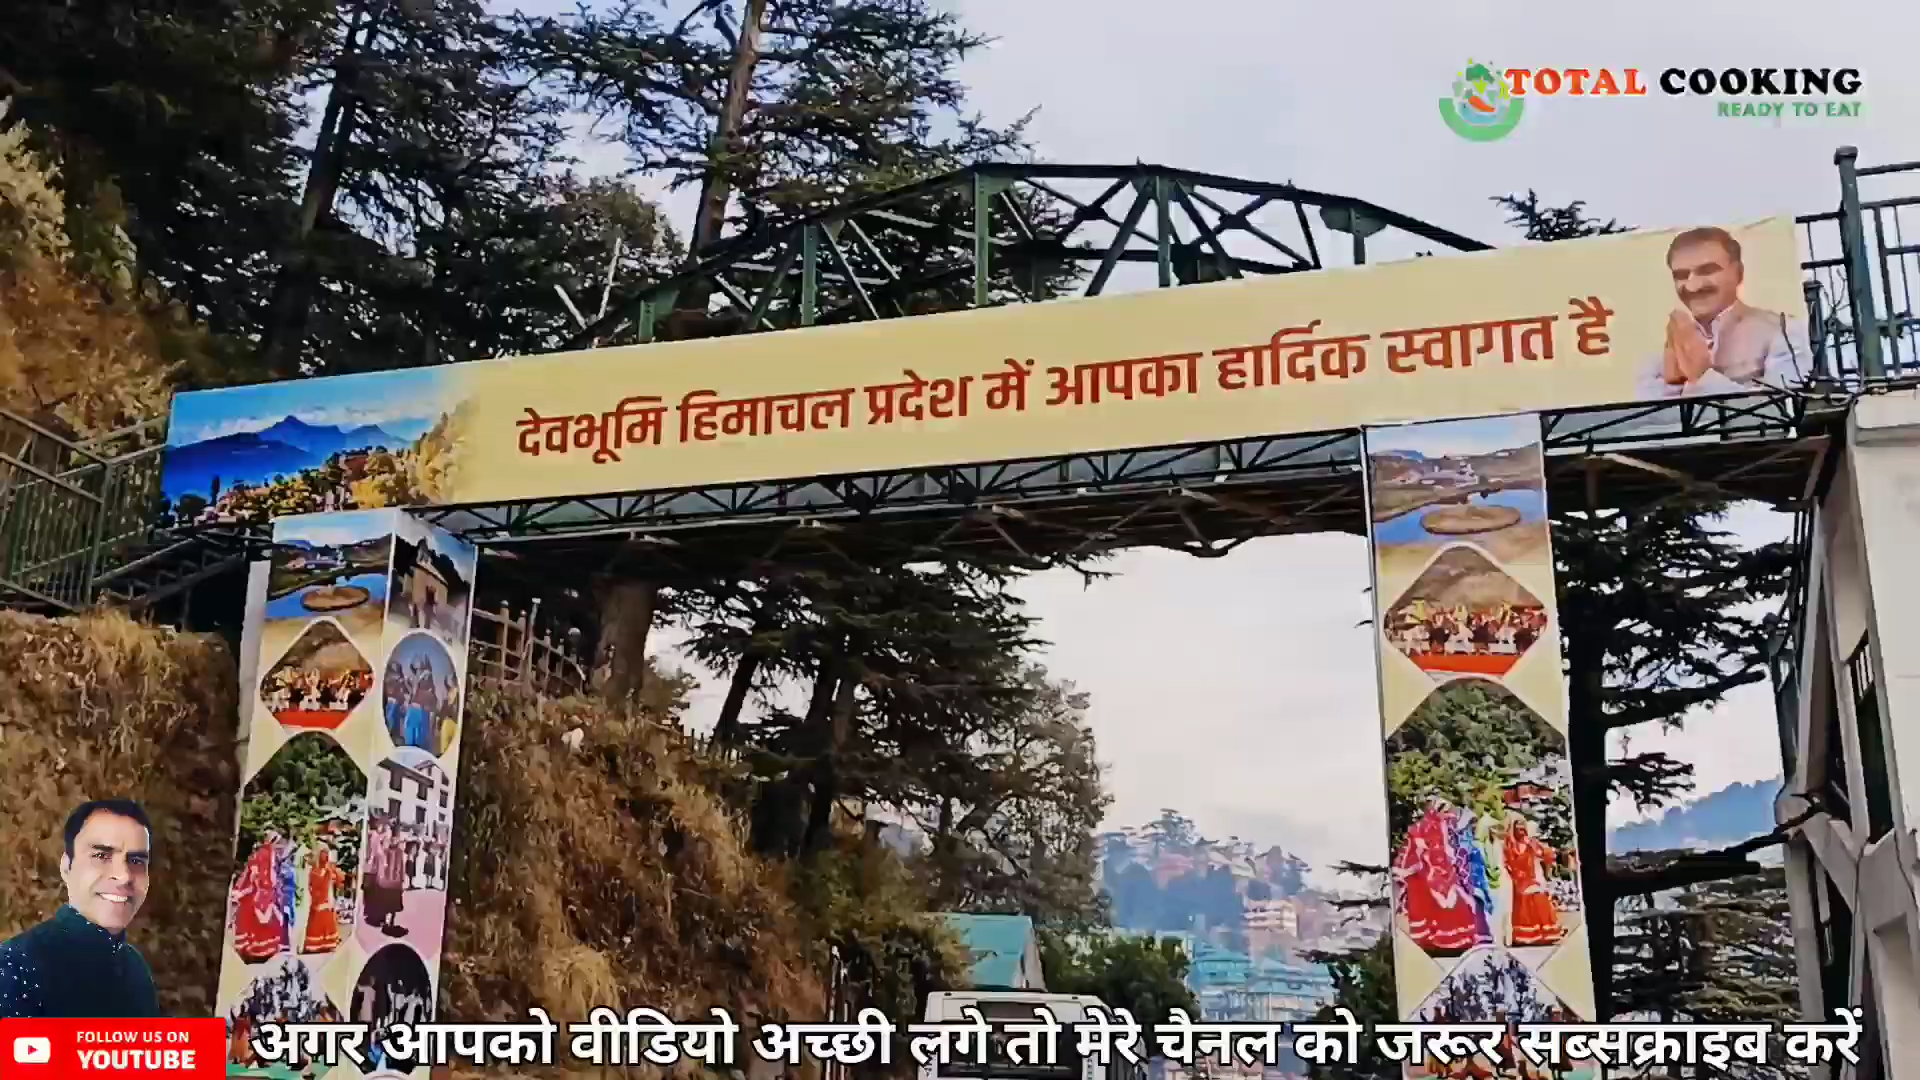 TOTAL COOKING
READY TO EAT
देवभूमि हिमाचल प्रदेश में आपका हार्दिक स्वागत है
FOLLOW US ON
YOUTUBE
अगर आपको वीडियो अच्छी लगे तो मेरे चैनल को जरूर सब्सक्राइब करें